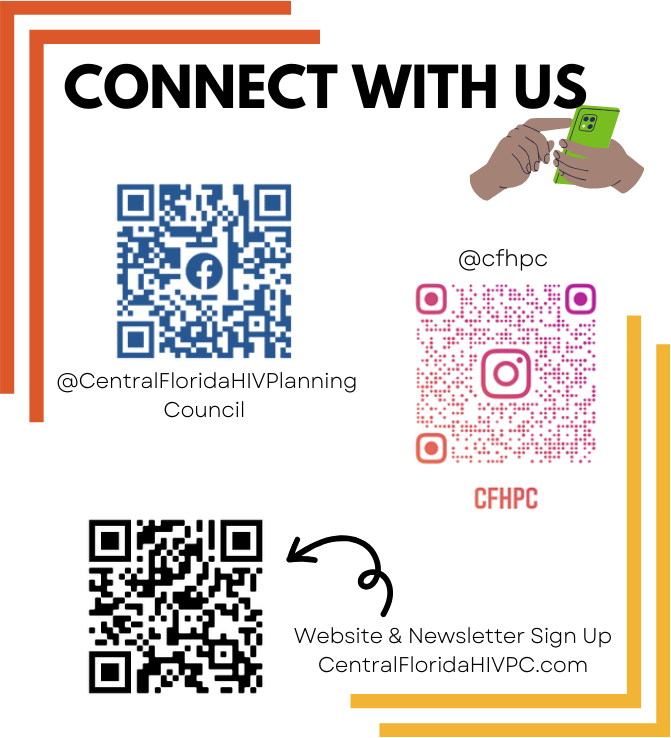 CONNECT WITH US
@CentralFloridaHIVPlanning
Council
@cfhpc
CFHPC
Website & Newsletter Sign Up
CentralFloridaHIVPC.com